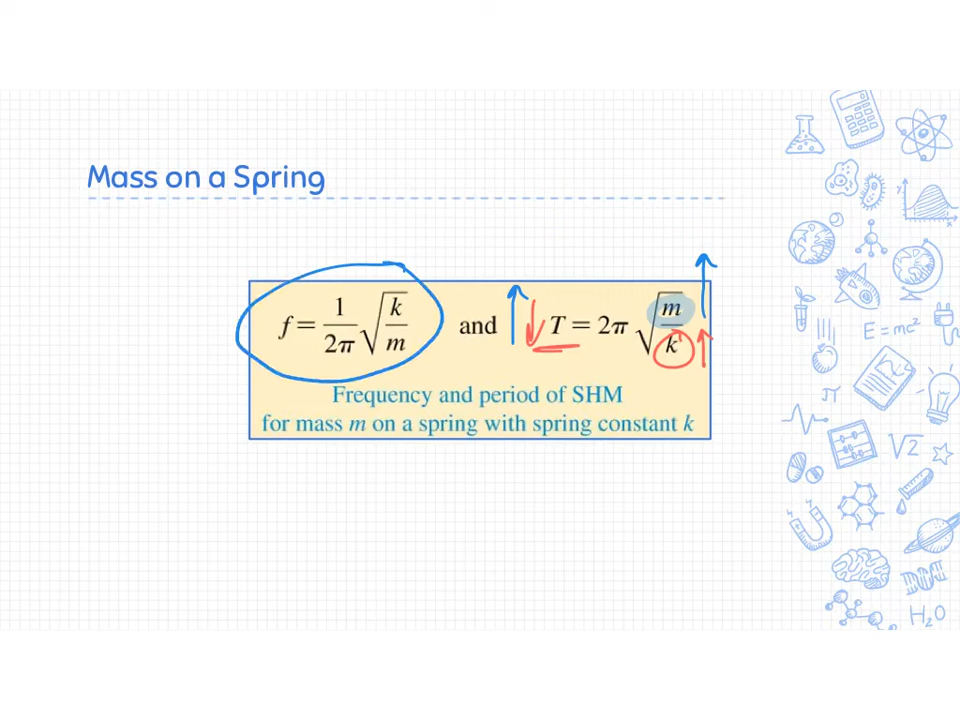 Mass on a Spring
f = 1/2π √k/m and T = 2π √m/k
Frequency and period of SHM
for mass m on a spring with spring constant k
y
x
E = mc²
π
√2
H₂O